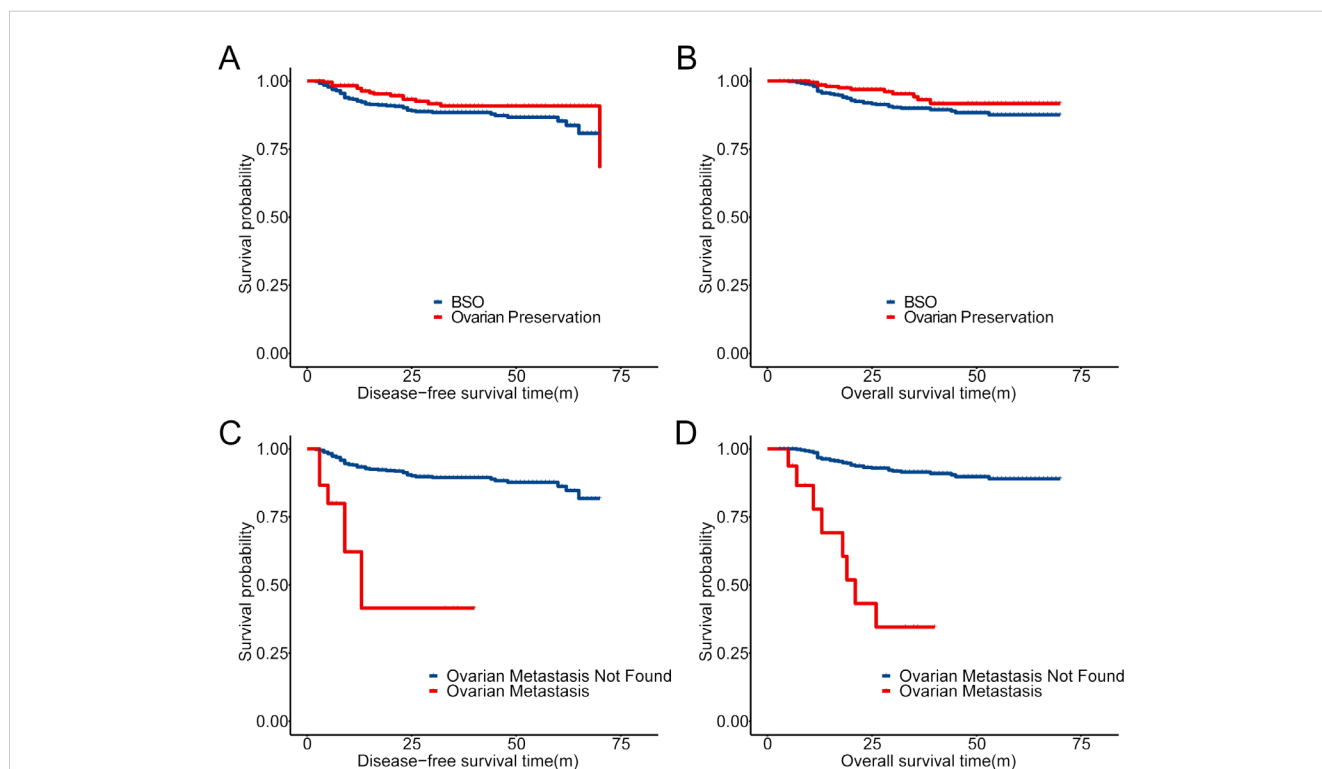 A
1.00
0.75
0.50
0.25
0.00
Survival probability
BSO
Ovarian Preservation
0
25
50
75
Disease−free survival time(m)
B
1.00
0.75
0.50
0.25
0.00
Survival probability
BSO
Ovarian Preservation
0
25
50
75
Overall survival time(m)
C
1.00
0.75
0.50
0.25
0.00
Survival probability
Ovarian Metastasis Not Found
Ovarian Metastasis
0
25
50
75
Disease−free survival time(m)
D
1.00
0.75
0.50
0.25
0.00
Survival probability
Ovarian Metastasis Not Found
Ovarian Metastasis
0
25
50
75
Overall survival time(m)